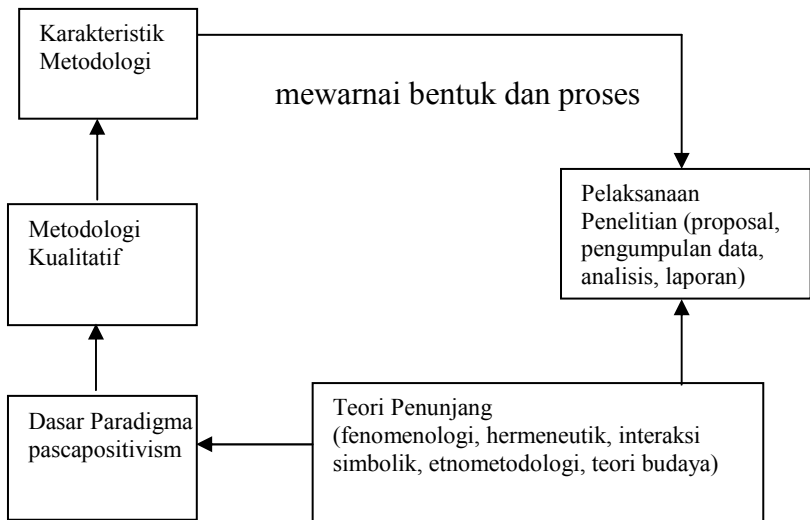 Karakteristik
Metodologi
mewarnai bentuk dan proses
Pelaksanaan
Penelitian (proposal,
pengumpulan data,
analisis, laporan)
Metodologi
Kualitatif
Dasar Paradigma
pascapositivism
Teori Penunjang
(fenomenologi, hermeneutik, interaksi
simbolik, etnometodologi, teori budaya)